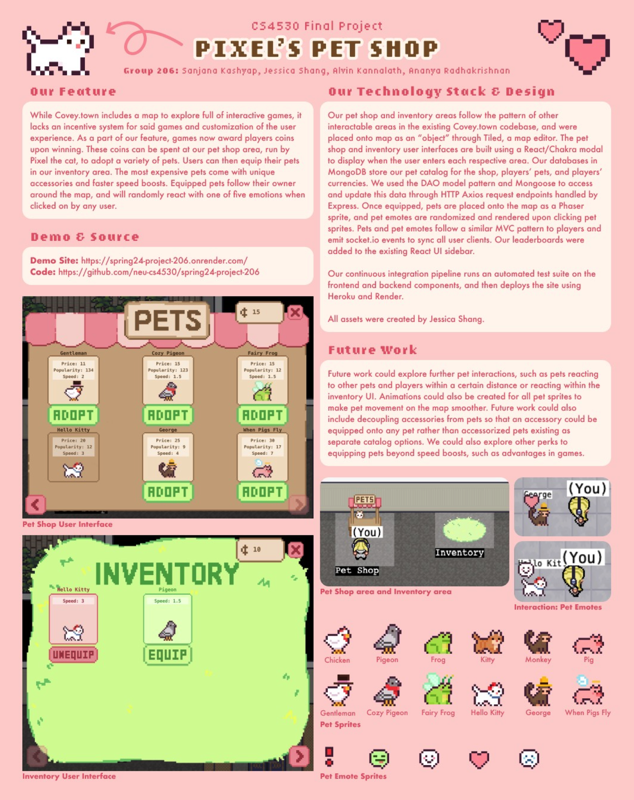 CS4530 Final Project
PIXEL'S PET SHOP
Group 206: Sanjana Kashyap, Jessica Shang, Alvin Kannalath, Ananya Radhakrishnan
Our Feature
While Covey.town includes a map to explore full of interactive games, it
lacks an incentive system for said games and customization of the user
experience. As a part of our feature, games now award players coins
upon winning. These coins can be spent at our pet shop area, run by
Pixel the cat, to adopt a variety of pets. Users can then equip their pets
in our inventory area. The most expensive pets come with unique
accessories and faster speed boosts. Equipped pets follow their owner
around the map, and will randomly react with one of five emotions when
clicked on by any user.
Demo & Source
Demo Site: https://spring24-project-206.onrender.com/
Code: https://github.com/neu-cs4530/spring24-project-206
PETS
15
Gentleman
Price: 11
Popularity: 134
Speed: 2
ADOPT
Cozy Pigeon
Price: 15
Popularity: 123
Speed: 1.5
ADOPT
Fairy Frog
Price: 15
Popularity: 12
Speed: 1.5
ADOPT
Hello Kitty
Price: 20
Popularity: 12
Speed: 3
George
Price: 25
Popularity: 9
Speed: 4
ADOPT
When Pigs Fly
Price: 30
Popularity: 17
Speed: 7
ADOPT
Pet Shop User Interface
INVENTORY
10
Hello Kitty
Speed: 3
UNEQUIP
Pigeon
Speed: 1.5
EQUIP
Inventory User Interface
Our Technology Stack & Design
Our pet shop and inventory areas follow the pattern of other
interactable areas in the existing Covey.town codebase, and were
placed onto map as an "object" through Tiled, a map editor. The pet
shop and inventory user interfaces are built using a React/Chakra modal
to display when the user enters each respective area. Our databases in
MongoDB store our pet catalog for the shop, players' pets, and players'
currencies. We used the DAO model pattern and Mongoose to access
and update this data through HTTP Axios request endpoints handled by
Express. Once equipped, pets are placed onto the map as a Phaser
sprite, and pet emotes are randomized and rendered upon clicking pet
sprites. Pets and pet emotes follow a similar MVC pattern to players and
emit socket.io events to sync all user clients. Our leaderboards were
added to the existing React UI sidebar.
Our continuous integration pipeline runs an automated test suite on the
frontend and backend components, and then deploys the site using
Heroku and Render.
All assets were created by Jessica Shang.
Future Work
Future work could explore further pet interactions, such as pets reacting
to other pets and players within a certain distance or reacting within the
inventory UI. Animations could also be created for all pet sprites to
make pet movement on the map smoother. Future work could also
include decoupling accessories from pets so that an accessory could be
equipped onto any pet rather than accessorized pets existing as
separate catalog options. We could also explore other perks to
equipping pets beyond speed boosts, such as advantages in games.
PETS
(You)
Pet Shop
Inventory
Pet Shop area and Inventory area
George
(You)
Hello Kit
(You)
Interaction: Pet Emotes
Chicken
Pigeon
Frog
Kitty
Monkey
Pig
Gentleman
Cozy Pigeon
Fairy Frog
Hello Kitty
George
When Pigs Fly
Pet Sprites
Pet Emote Sprites